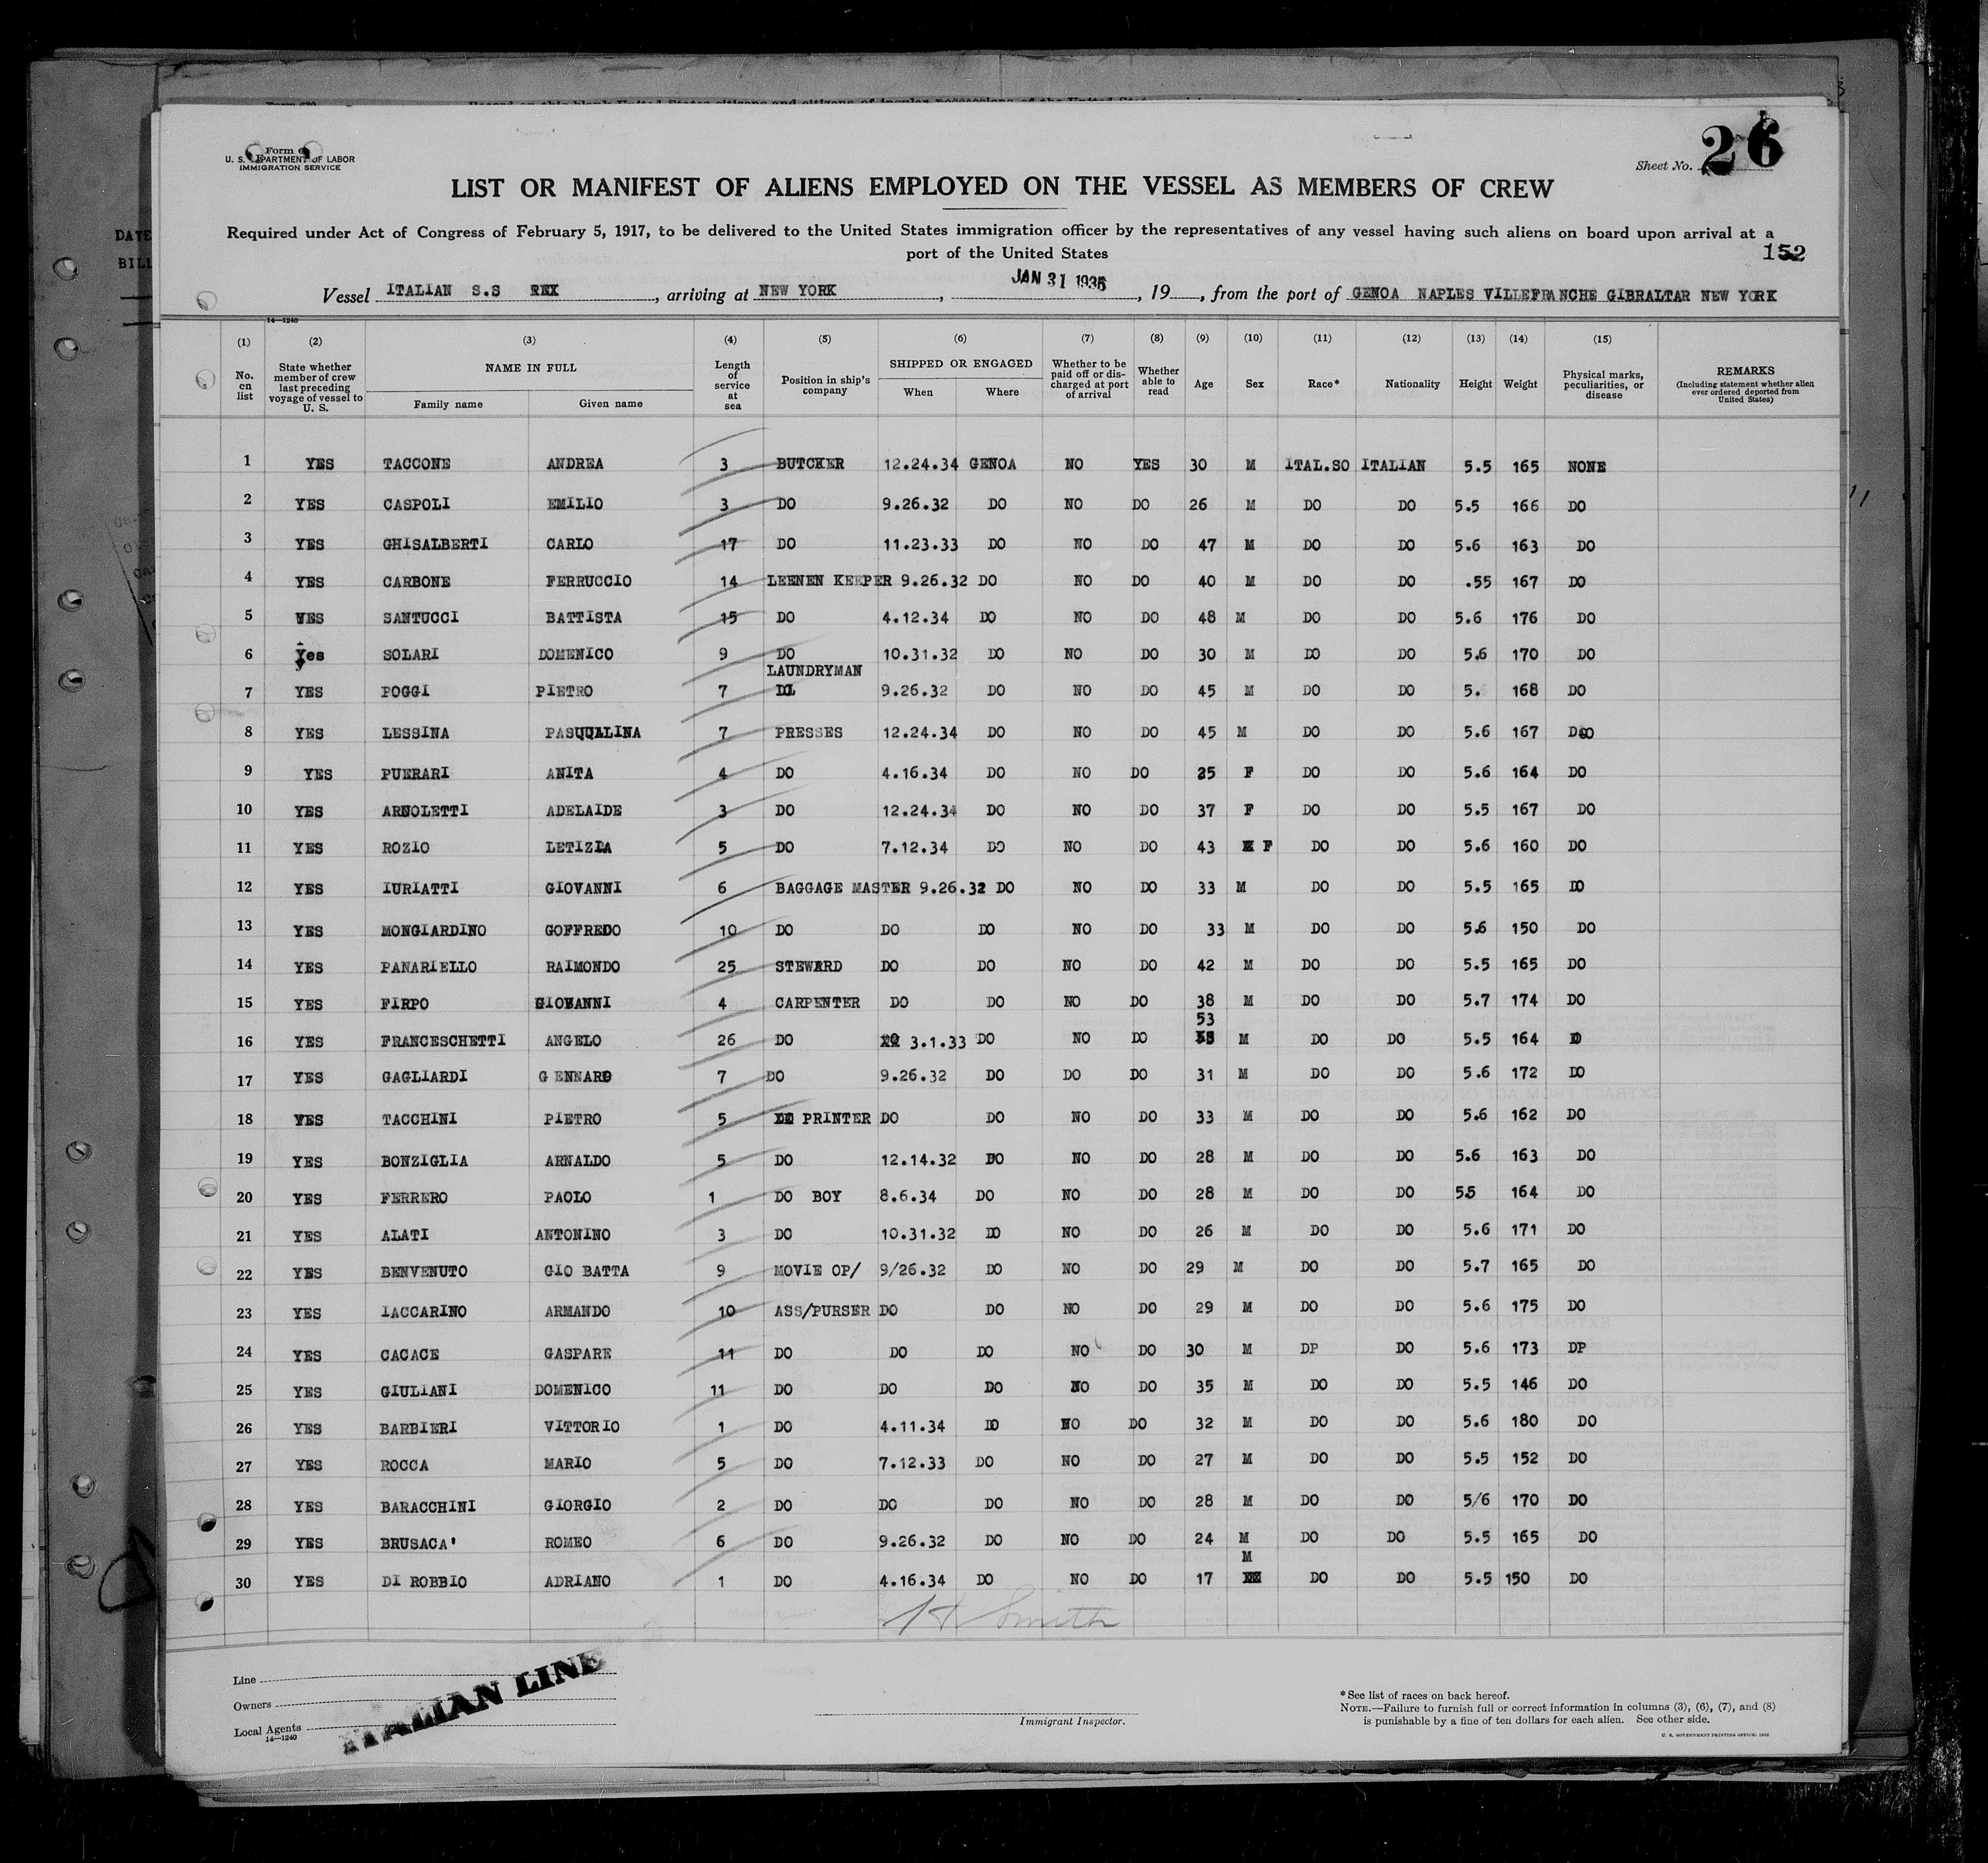 Form 6
U. S. DEPARTMENT OF LABOR
IMMIGRATION SERVICE
Sheet No. 26
LIST OR MANIFEST OF ALIENS EMPLOYED ON THE VESSEL AS MEMBERS OF CREW
Required under Act of Congress of February 5, 1917, to be delivered to the United States immigration officer by the representatives of any vessel having such aliens on board upon arrival at a
port of the United States
152
Vessel ITALIAN S.S REX, arriving at NEW YORK, JAN 31 1935, 19, from the port of GENOA NAPLES VILLEFRANCHE GIBRALTAR NEW YORK
14—1240
(1) (2) (3) (4) (5) (6) (7) (8) (9) (10) (11) (12) (13) (14) (15)
No. on list State whether member of crew last preceding voyage of vessel to U. S. NAME IN FULL Family name Given name Length of service at sea Position in ship's company SHIPPED OR ENGAGED When Where Whether to be paid off or discharged at port of arrival Whether able to read Age Sex Race* Nationality Height Weight Physical marks, peculiarities, or disease REMARKS (Including statement whether alien ever ordered deported from United States)
1 YES TACCONE ANDREA 3 BUTCHER 12.24.34 GENOA NO YES 30 M ITAL.SO ITALIAN 5.5 165 NONE
2 YES CASPOLI EMILIO 3 DO 9.26.32 DO NO DO 26 M DO DO 5.5 166 DO
3 YES GHISALBERTI CARLO 17 DO 11.23.33 DO NO DO 47 M DO DO 5.6 163 DO
4 YES CARBONE FERRUCCIO 14 LEENEN KEEPER 9.26.32 DO NO DO 40 M DO DO .55 167 DO
5 YES SANTUCCI BATTISTA 15 DO 4.12.34 DO NO DO 48 M DO DO 5.6 176 DO
6 Yes SOLARI DOMENICO 9 DO 10.31.32 DO NO DO 30 M DO DO 5.6 170 DO
LAUNDRYMAN
7 YES POGGI PIETRO 7 9.26.32 DO NO DO 45 M DO DO 5. 168 DO
8 YES LESSINA PASQUALINA 7 PRESSES 12.24.34 DO NO DO 45 M DO DO 5.6 167 DO
9 YES PUERARI ANITA 4 DO 4.16.34 DO NO DO 25 F DO DO 5.6 164 DO
10 YES ARNOLETTI ADELAIDE 3 DO 12.24.34 DO NO DO 37 F DO DO 5.5 167 DO
11 YES ROZIO LETIZIA 5 DO 7.12.34 DO NO DO 43 F DO DO 5.6 160 DO
12 YES IURIATTI GIOVANNI 6 BAGGAGE MASTER 9.26.32 DO NO DO 33 M DO DO 5.5 165 DO
13 YES MONGIARDINO GOFFREDO 10 DO DO DO NO DO 33 M DO DO 5.6 150 DO
14 YES PANARIELLO RAIMONDO 25 STEWARD DO DO NO DO 42 M DO DO 5.5 165 DO
15 YES FIRPO GIOVANNI 4 CARPENTER DO DO NO DO 38 M DO DO 5.7 174 DO
53
16 YES FRANCESCHETTI ANGELO 26 DO 3.1.33 DO NO DO M DO DO 5.5 164 DO
17 YES GAGLIARDI GENNARO 7 DO 9.26.32 DO DO DO 31 M DO DO 5.6 172 DO
18 YES TACCHINI PIETRO 5 PRINTER DO DO NO DO 33 M DO DO 5.6 162 DO
19 YES BONZIGLIA ARNALDO 5 DO 12.14.32 DO NO DO 28 M DO DO 5.6 163 DO
20 YES FERRERO PAOLO 1 DO BOY 8.6.34 DO NO DO 28 M DO DO 55 164 DO
21 YES ALATI ANTONINO 3 DO 10.31.32 DO NO DO 26 M DO DO 5.6 171 DO
22 YES BENVENUTO GIO BATTA 9 MOVIE OP/ 9/26.32 DO NO DO 29 M DO DO 5.7 165 DO
23 YES IACCARINO ARMANDO 10 ASS/PURSER DO DO NO DO 29 M DO DO 5.6 175 DO
24 YES CACACE GASPARE 11 DO DO DO NO DO 30 M DP DO 5.6 173 DP
25 YES GIULIANI DOMENICO 11 DO DO DO NO DO 35 M DO DO 5.5 146 DO
26 YES BARBIERI VITTORIO 1 DO 4.11.34 DO NO DO 32 M DO DO 5.6 180 DO
27 YES ROCCA MARIO 5 DO 7.12.33 DO NO DO 27 M DO DO 5.5 152 DO
28 YES BARACCHINI GIORGIO 2 DO DO DO NO DO 28 M DO DO 5/6 170 DO
29 YES BRUSACA' ROMEO 6 DO 9.26.32 DO NO DO 24 M DO DO 5.5 165 DO
M
30 YES DI ROBBIO ADRIANO 1 DO 4.16.34 DO NO DO 17 DO DO 5.5 150 DO
H Smith
Line
Owners
Local Agents
14—1240
ITALIAN LINE
Immigrant Inspector.
*See list of races on back hereof.
NOTE.—Failure to furnish full or correct information in columns (3), (6), (7), and (8)
is punishable by a fine of ten dollars for each alien. See other side.
U. S. GOVERNMENT PRINTING OFFICE: 1932
DATE
BILL